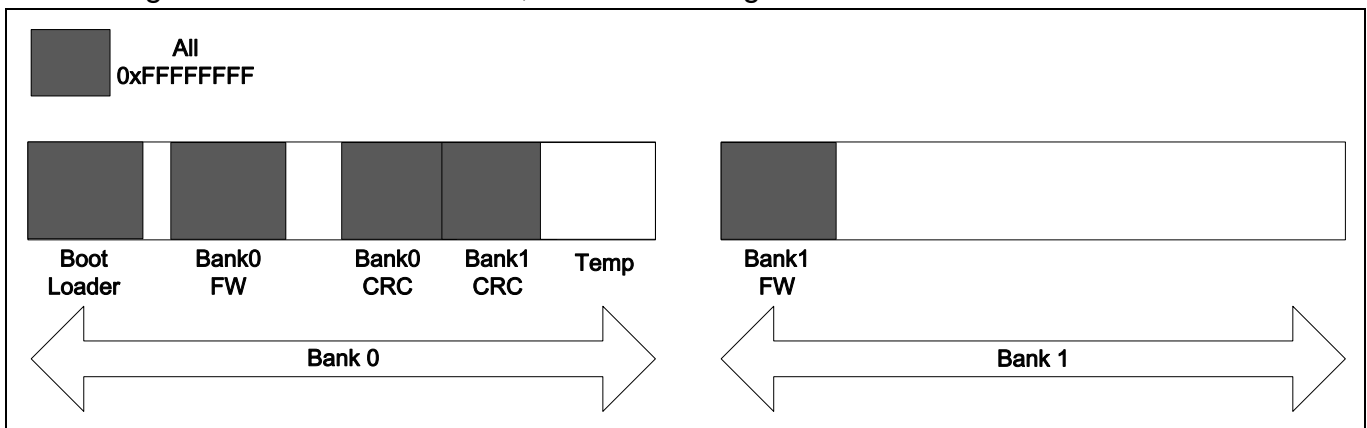 All
0xFFFFFFFF
Boot
Loader
Bank0
FW
Bank0
CRC
Bank1
CRC
Temp
Bank1
FW
Bank 0
Bank 1